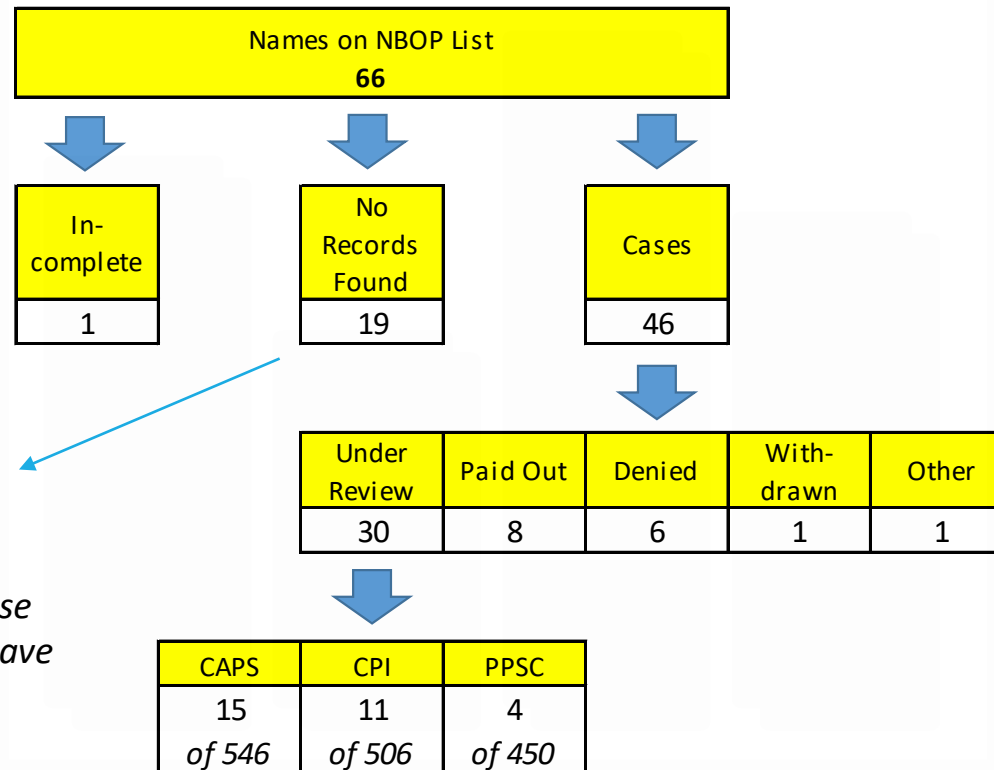 Names on NBOP List
66
In-
complete
1
No
Records
Found
19
Cases
46
Under
Review
30
Paid Out
8
Denied
6
With-
drawn
1
Other
1
se
ave
CAPS
15
of 546
CPI
11
of 506
PPSC
4
of 450